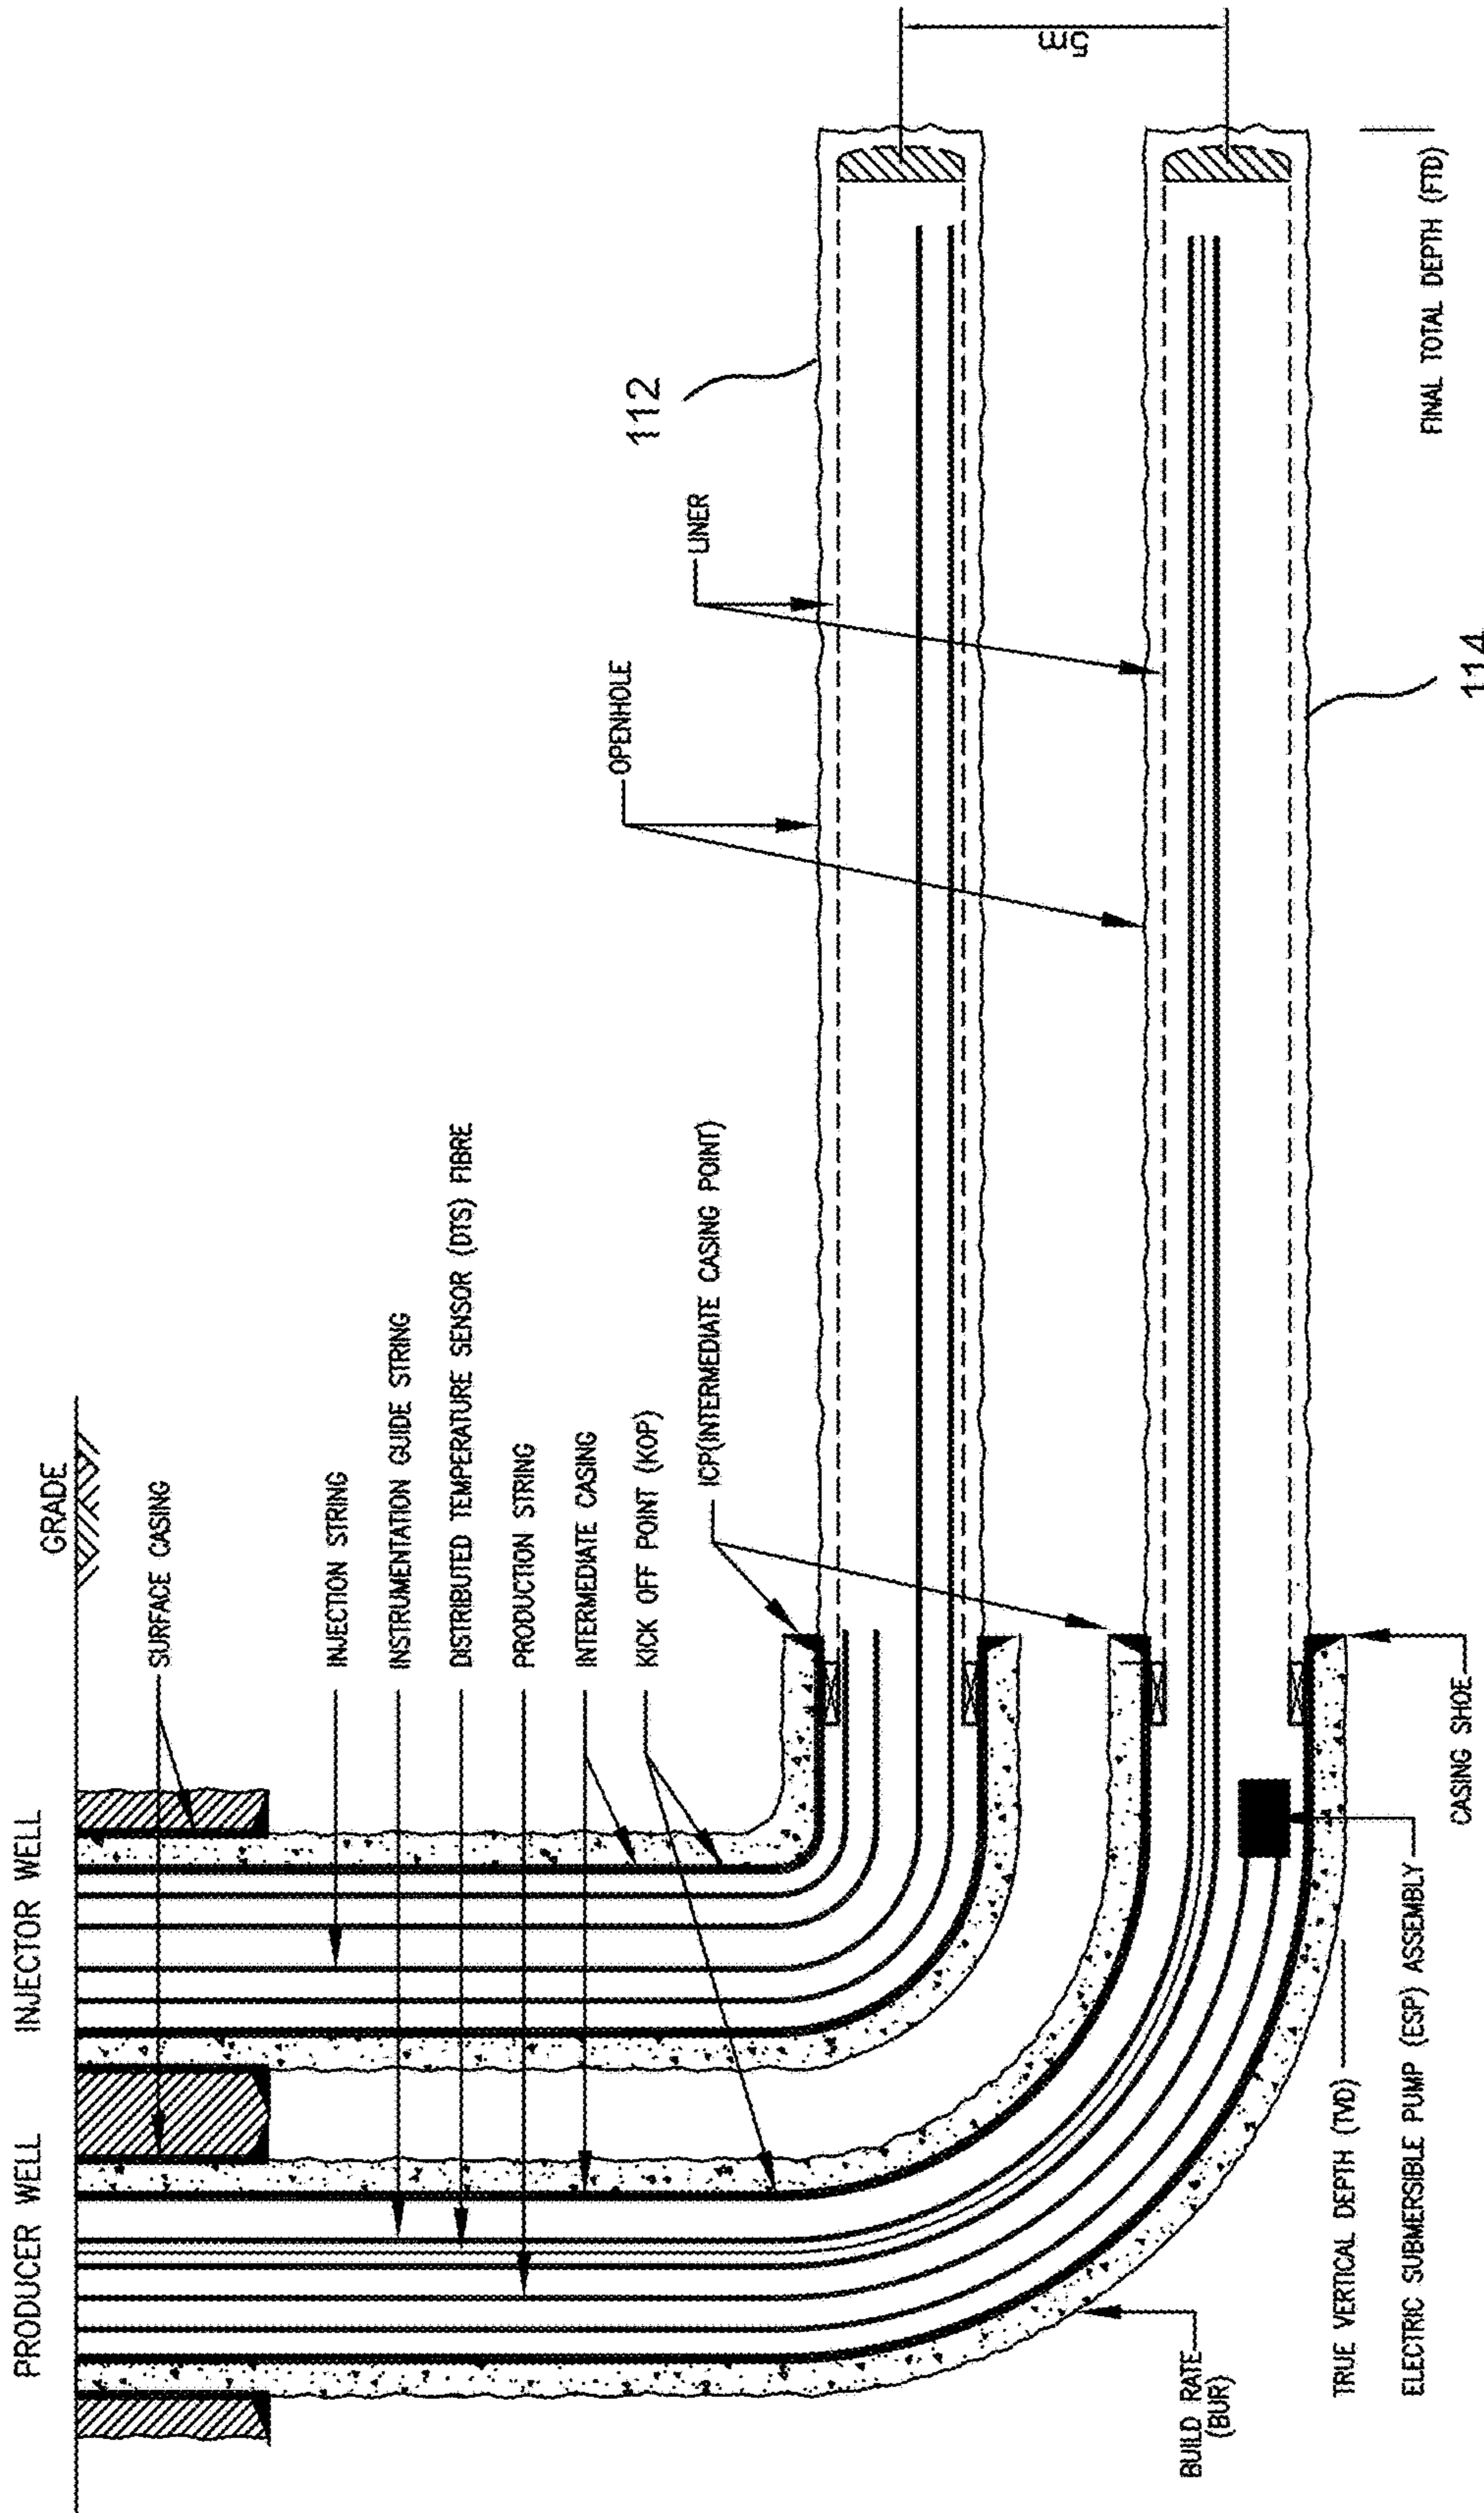 PRODUCER WELL
INJECTOR WELL
GRADE
SURFACE CASING
INJECTION STRING
INSTRUMENTATION GUIDE STRING
DISTRIBUTED TEMPERATURE SENSOR (DTS) FIBRE
PRODUCTION STRING
INTERMEDIATE CASING
KICK OFF POINT (KOP)
ICP(INTERMEDIATE CASING POINT)
OPENHOLE
LINER
112
5m
114
BUILD RATE
(BUR)
TRUE VERTICAL DEPTH (TVD)
ELECTRIC SUBMERSIBLE PUMP (ESP) ASSEMBLY
CASING SHOE
FINAL TOTAL DEPTH (FTD)